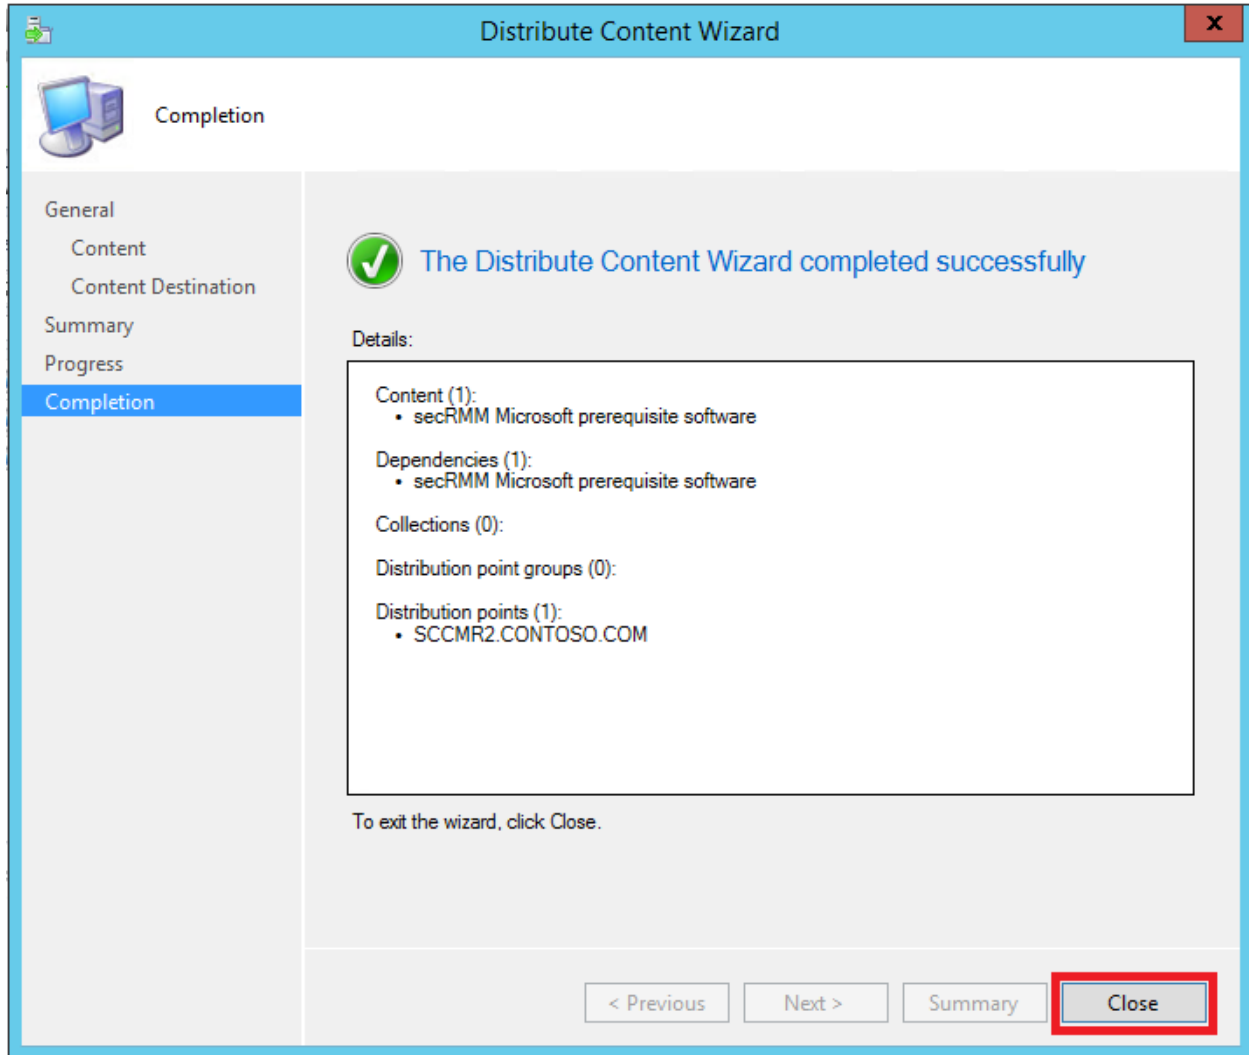 Distribute Content Wizard
X
Completion
General
Content
Content Destination
Summary
Progress
Completion
The Distribute Content Wizard completed successfully
Details:
Content (1):
• secRMM Microsoft prerequisite software
Dependencies (1):
• secRMM Microsoft prerequisite software
Collections (0):
Distribution point groups (0):
Distribution points (1):
• SCCMR2.CONTOSO.COM
To exit the wizard, click Close.
< Previous
Next >
Summary
Close